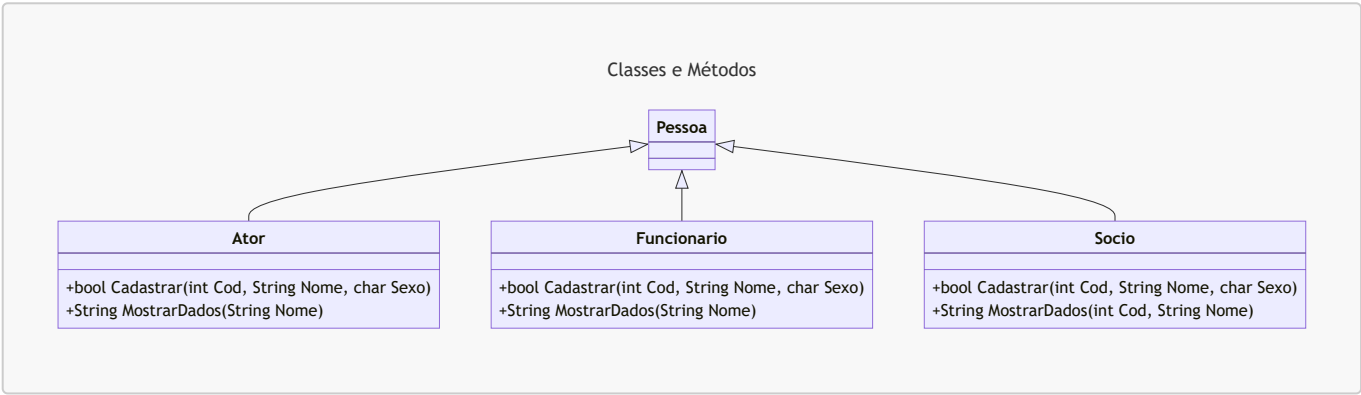 Classes e Métodos
Pessoa
Ator
+bool Cadastrar(int Cod, String Nome, char Sexo)
+String MostrarDados(String Nome)
Funcionario
+bool Cadastrar(int Cod, String Nome, char Sexo)
+String MostrarDados(String Nome)
Socio
+bool Cadastrar(int Cod, String Nome, char Sexo)
+String MostrarDados(int Cod, String Nome)